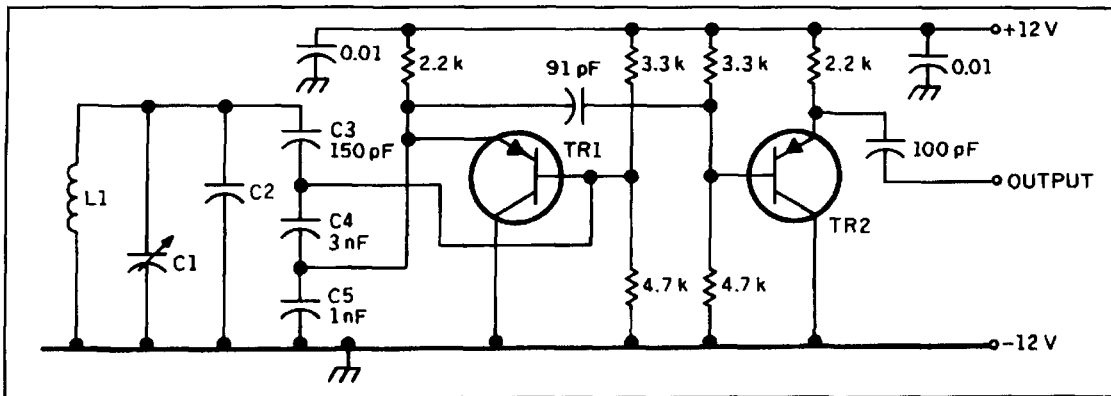 +12V
0.01
2.2 k
91 pF
3.3 k
3.3 k
2.2 k
0.01
C3
150 pF
TR1
100 pF
L1
C2
OUTPUT
C4
3 nF
TR2
C1
C5
1 nF
4.7 k
4.7 k
-12 V